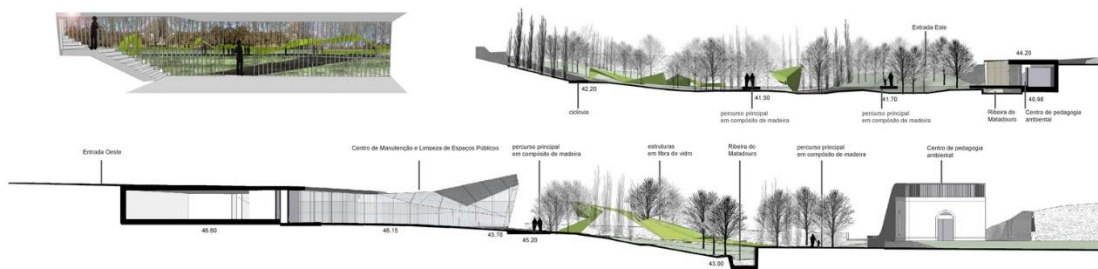 Entrada Este
44.20
42.20
41.50
41.70
40.98
ciclovia
percurso principal
em compósito de madeira
percurso principal
em compósito de madeira
Ribeira do
Matadouro
Centro de pedagogia
ambiental
Entrada Oeste
Centro de Manutenção e Limpeza de Espaços Públicos
percurso principal
em compósito de madeira
estruturas
em fibra de vidro
Ribeira do
Matadouro
percurso principal
em compósito de madeira
Centro de pedagogia
ambiental
46.60
46.15
45.70
45.20
43.00